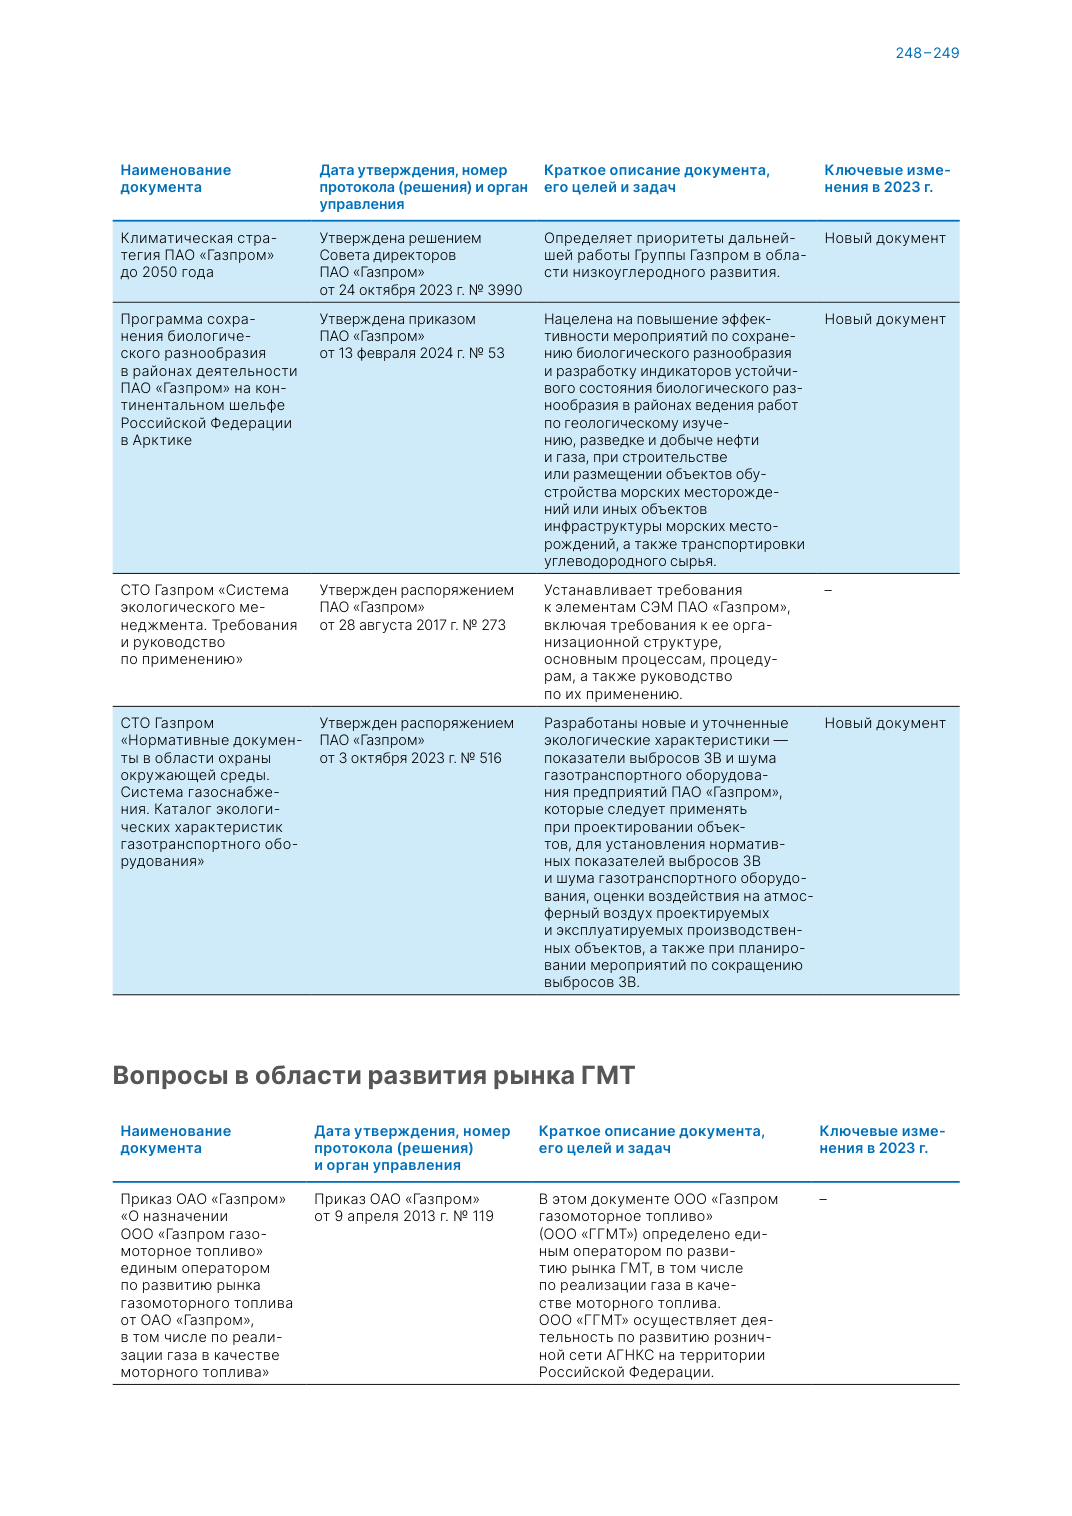 248–249
Наименование
документа
Дата утверждения, номер
протокола (решения) и орган
управления
Краткое описание документа,
его целей и задач
Ключевые изме-
нения в 2023 г.
Климатическая стра-
тегия ПАО «Газпром»
до 2050 года
Утверждена решением
Совета директоров
ПАО «Газпром»
от 24 октября 2023 г. № 3990
Определяет приоритеты дальней-
шей работы Группы Газпром в обла-
сти низкоуглеродного развития.
Новый документ
Программа сохра-
нения биологиче-
ского разнообразия
в районах деятельности
ПАО «Газпром» на кон-
тинентальном шельфе
Российской Федерации
в Арктике
Утверждена приказом
ПАО «Газпром»
от 13 февраля 2024 г. № 53
Нацелена на повышение эффек-
тивности мероприятий по сохране-
нию биологического разнообразия
и разработку индикаторов устойчи-
вого состояния биологического раз-
нообразия в районах ведения работ
по геологическому изуче-
нию, разведке и добыче нефти
и газа, при строительстве
или размещении объектов обу-
стройства морских месторожде-
ний или иных объектов
инфраструктуры морских место-
рождений, а также транспортировки
углеводородного сырья.
Новый документ
СТО Газпром «Система
экологического ме-
неджмента. Требования
и руководство
по применению»
Утвержден распоряжением
ПАО «Газпром»
от 28 августа 2017 г. № 273
Устанавливает требования
к элементам СЭМ ПАО «Газпром»,
включая требования к ее орга-
низационной структуре,
основным процессам, процеду-
рам, а также руководство
по их применению.
–
СТО Газпром
«Нормативные докумен-
ты в области охраны
окружающей среды.
Система газоснабже-
ния. Каталог экологи-
ческих характеристик
газотранспортного обо-
рудования»
Утвержден распоряжением
ПАО «Газпром»
от 3 октября 2023 г. № 516
Разработаны новые и уточненные
экологические характеристики —
показатели выбросов ЗВ и шума
газотранспортного оборудова-
ния предприятий ПАО «Газпром»,
которые следует применять
при проектировании объек-
тов, для установления норматив-
ных показателей выбросов ЗВ
и шума газотранспортного оборудо-
вания, оценки воздействия на атмос-
ферный воздух проектируемых
и эксплуатируемых производствен-
ных объектов, а также при планиро-
вании мероприятий по сокращению
выбросов ЗВ.
Новый документ
Вопросы в области развития рынка ГМТ
Наименование
документа
Дата утверждения, номер
протокола (решения)
и орган управления
Краткое описание документа,
его целей и задач
Ключевые изме-
нения в 2023 г.
Приказ ОАО «Газпром»
«О назначении
ООО «Газпром газо-
моторное топливо»
единым оператором
по развитию рынка
газомоторного топлива
от ОАО «Газпром»,
в том числе по реали-
зации газа в качестве
моторного топлива»
Приказ ОАО «Газпром»
от 9 апреля 2013 г. № 119
В этом документе ООО «Газпром
газомоторное топливо»
(ООО «ГГМТ») определено еди-
ным оператором по разви-
тию рынка ГМТ, в том числе
по реализации газа в каче-
стве моторного топлива.
ООО «ГГМТ» осуществляет дея-
тельность по развитию рознич-
ной сети АГНКС на территории
Российской Федерации.
–